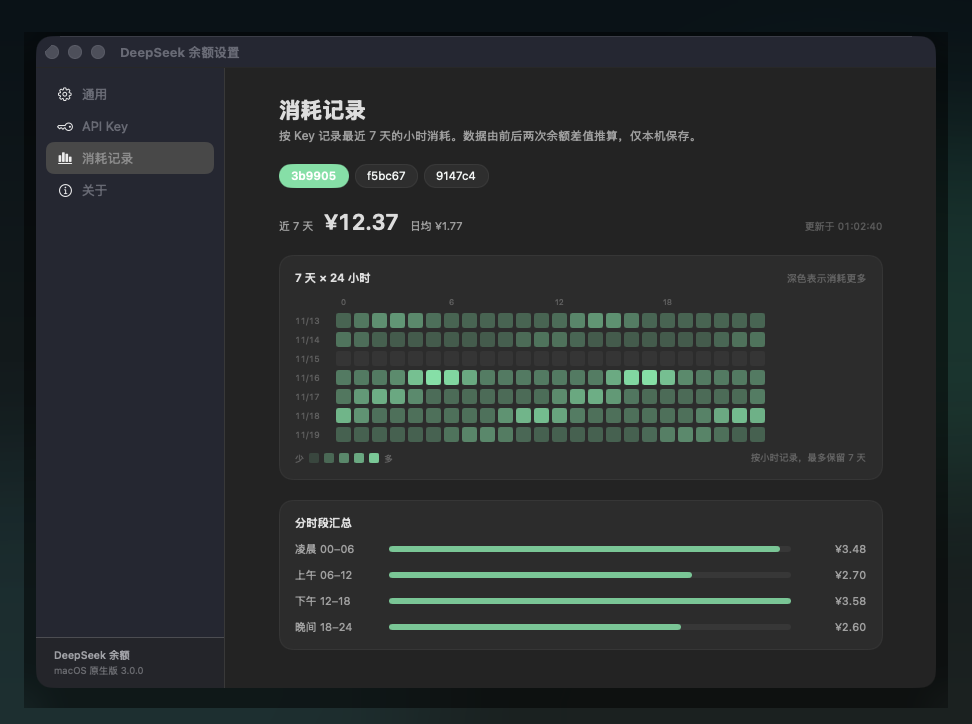 DeepSeek 余额设置
通用
API Key
消耗记录
关于
DeepSeek 余额
macOS 原生版 3.0.0
消耗记录
按 Key 记录最近 7 天的小时消耗。数据由前后两次余额差值推算，仅本机保存。
3b9905 f5bc67 9147c4
近 7 天 ¥12.37 日均 ¥1.77 更新于 01:02:40
7 天 × 24 小时 深色表示消耗更多
0 6 12 18
11/13
11/14
11/15
11/16
11/17
11/18
11/19
少 多 按小时记录，最多保留 7 天
分时段汇总
凌晨 00–06 ¥3.48
上午 06–12 ¥2.70
下午 12–18 ¥3.58
晚间 18–24 ¥2.60